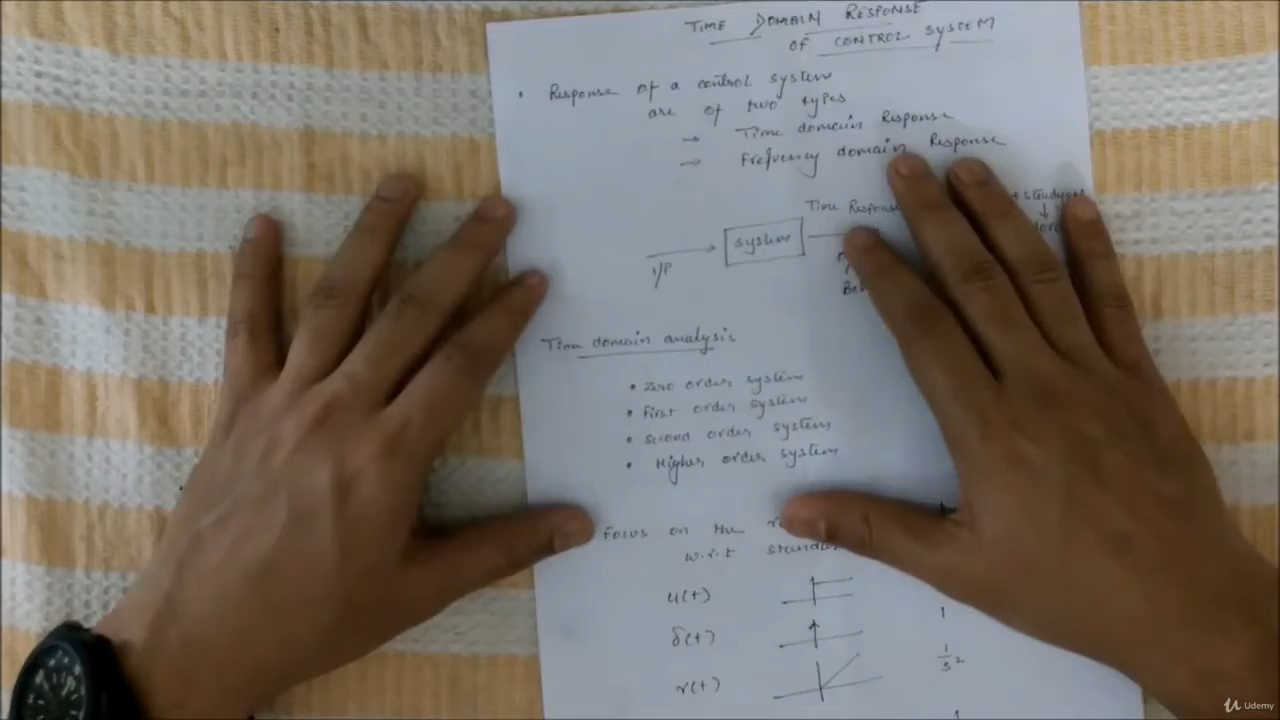 TIME DOMAIN RESPONSE
OF CONTROL SYSTEM
• Response of a control system
are of two types
→ Time domain Response
→ Frequency domain Response
Time Response
I/P
system
Time domain analysis
• Zero order system
• First order system
• Second order system
• Higher order system
Focus on the
w.r.t
u(t)
δ(t) 1
r(t) 1/s²
1
Udemy